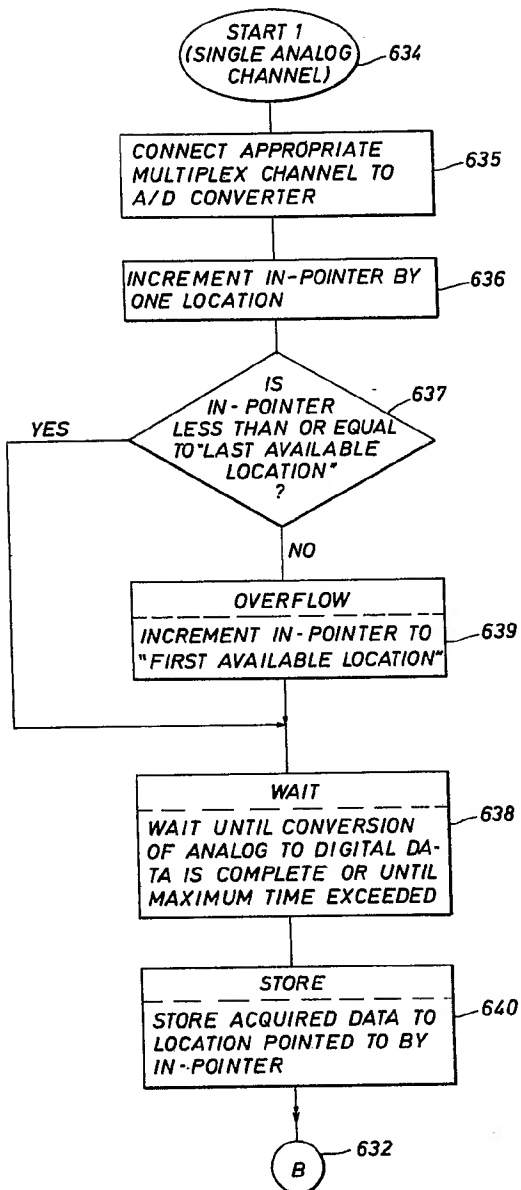 START 1
(SINGLE ANALOG
CHANNEL)
634
CONNECT APPROPRIATE
MULTIPLEX CHANNEL TO
A/D CONVERTER
635
INCREMENT IN-POINTER BY
ONE LOCATION
636
IS
IN-POINTER
LESS THAN OR EQUAL
TO "LAST AVAILABLE
LOCATION"
?
637
YES
NO
OVERFLOW
INCREMENT IN-POINTER TO
"FIRST AVAILABLE LOCATION"
639
WAIT
WAIT UNTIL CONVERSION
OF ANALOG TO DIGITAL DA-
TA IS COMPLETE OR UNTIL
MAXIMUM TIME EXCEEDED
638
STORE
STORE ACQUIRED DATA TO
LOCATION POINTED TO BY
IN-POINTER
640
B
632